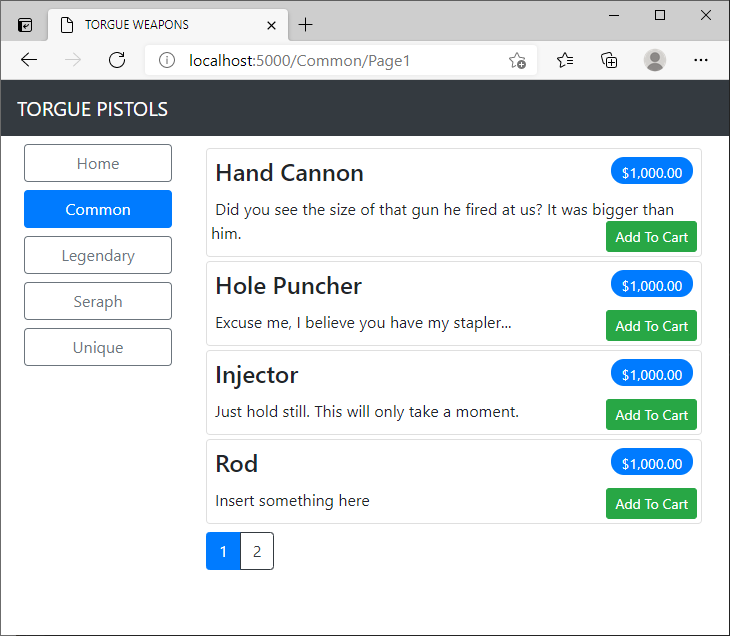 TORGUE WEAPONS
localhost:5000/Common/Page1
TORGUE PISTOLS
Home
Common
Legendary
Seraph
Unique
Hand Cannon
$1,000.00
Did you see the size of that gun he fired at us? It was bigger than
him.
Add To Cart
Hole Puncher
$1,000.00
Excuse me, I believe you have my stapler...
Add To Cart
Injector
$1,000.00
Just hold still. This will only take a moment.
Add To Cart
Rod
$1,000.00
Insert something here
Add To Cart
1 2